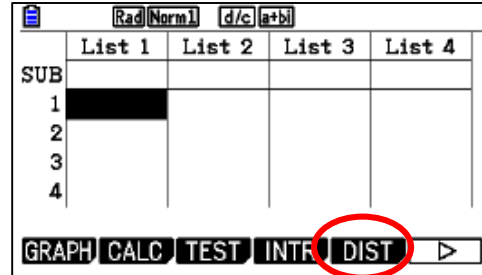 Rad Norm1 d/c a+bi
List 1 List 2 List 3 List 4
SUB
1
2
3
4
GRAPH CALC TEST INTR DIST ▷